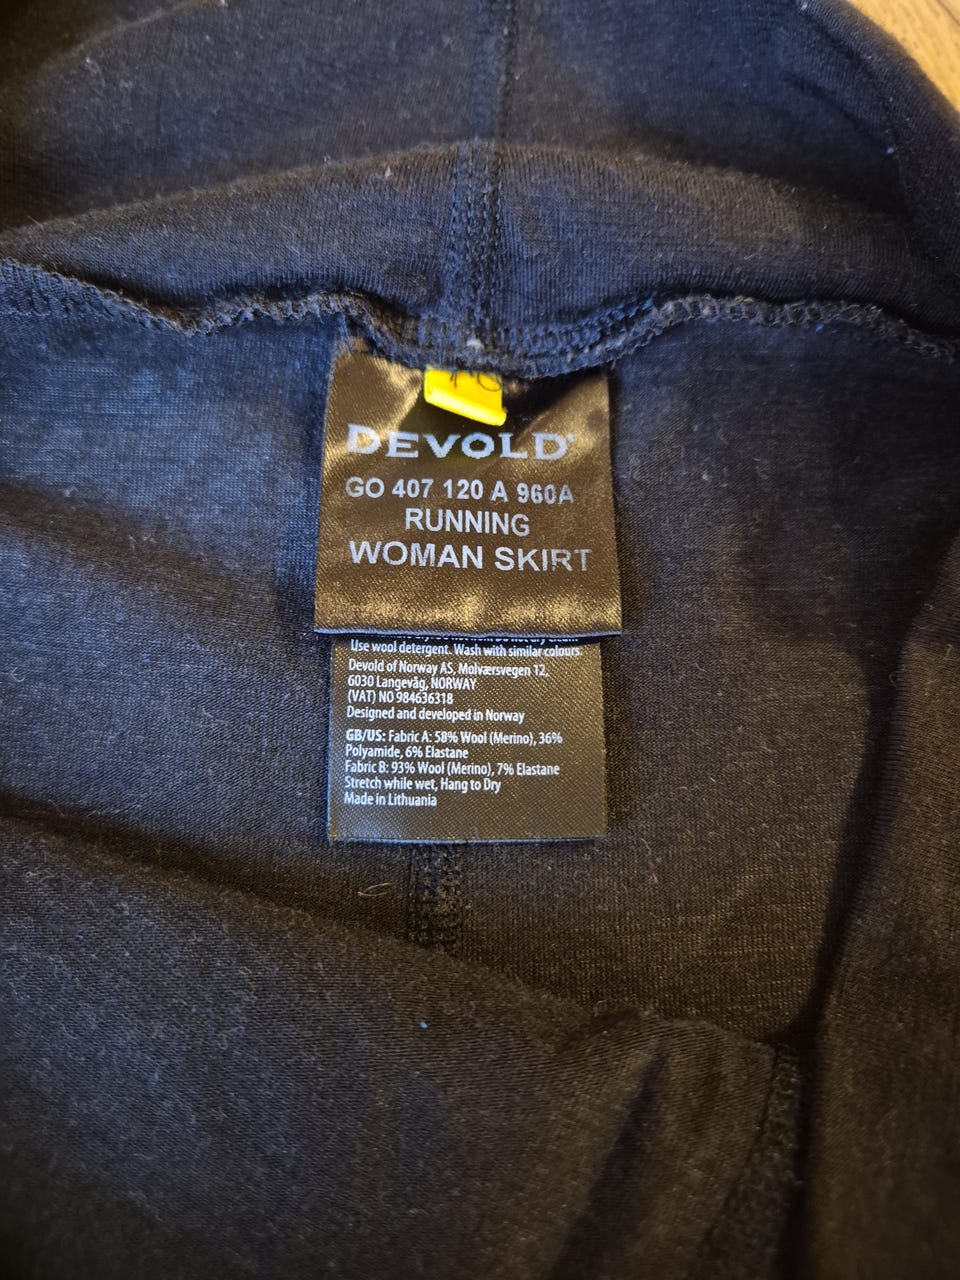 DEVOLD®
GO 407 120 A 960A
RUNNING
WOMAN SKIRT
Use wool detergent. Wash with similar colours.
Devold of Norway AS, Molværsvegen 12,
6030 Langevåg, NORWAY
(VAT) NO 984636318
Designed and developed in Norway
GB/US: Fabric A: 58% Wool (Merino), 36%
Polyamide, 6% Elastane
Fabric B: 93% Wool (Merino), 7% Elastane
Stretch while wet, Hang to Dry
Made in Lithuania